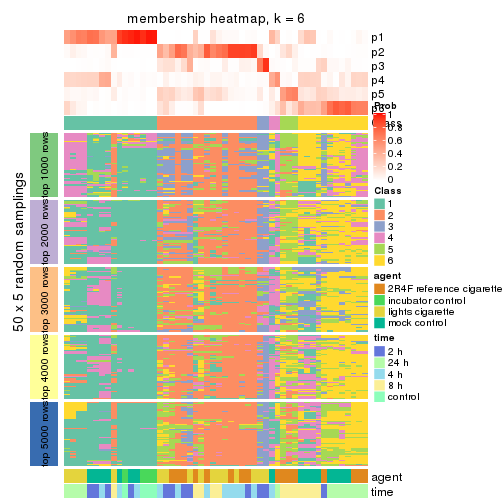 membership heatmap, k = 6
p1
p2
p3
p4
p5
p6
Class
Prob
1
0.8
0.6
0.4
0.2
0
Class
1
2
3
4
5
6
agent
2R4F reference cigarette
incubator control
lights cigarette
mock control
time
2 h
24 h
4 h
8 h
control
50 x 5 random samplings
top 1000 rows
top 2000 rows
top 3000 rows
top 4000 rows
top 5000 rows
agent
time